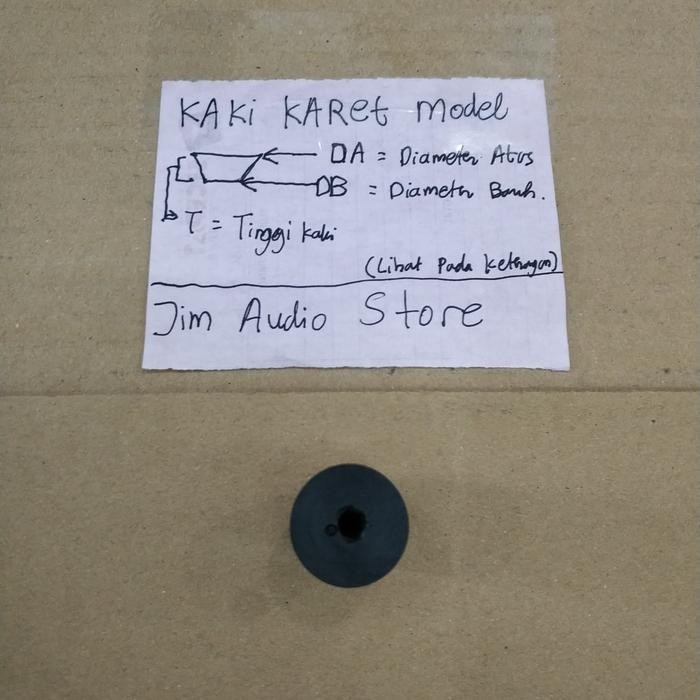 KAKi KARet Model
DA = Diameter Atas
DB = Diameter Bawah.
T = Tinggi kaki
(Lihat Pada Keterangan)
Jim Audio Store